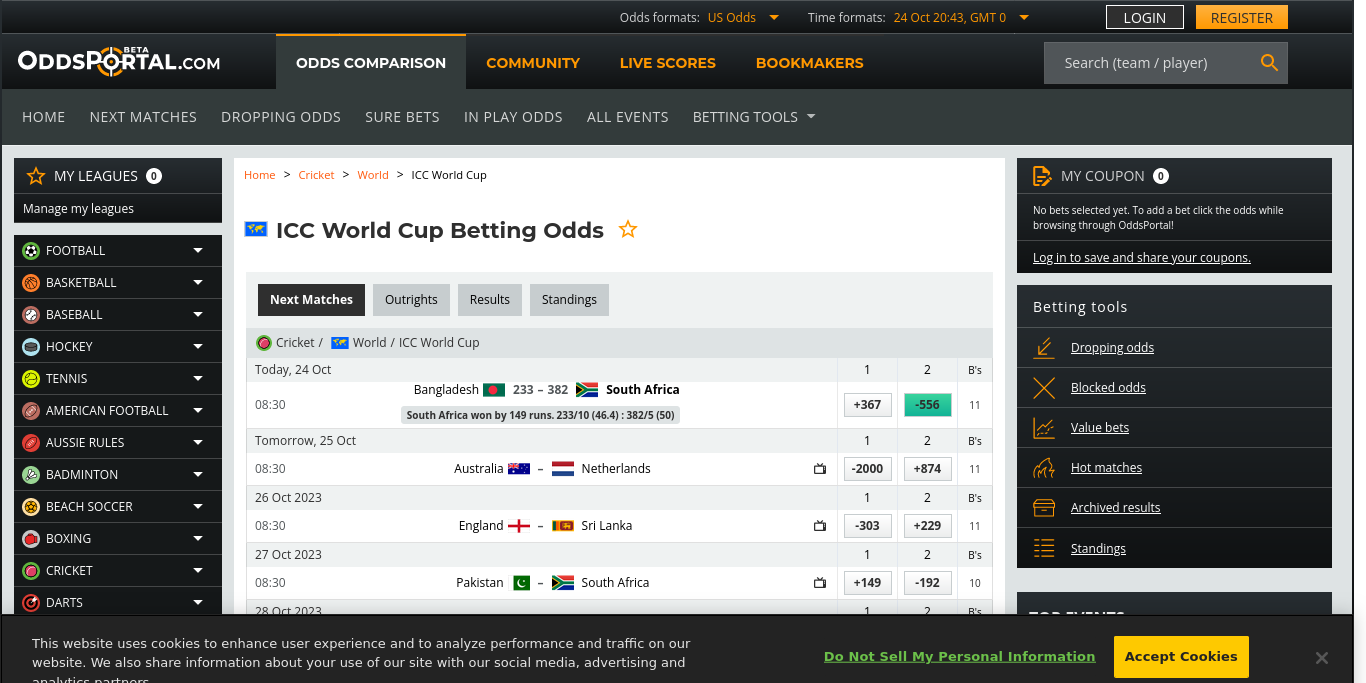 Odds formats: US Odds Time formats: 24 Oct 20:43, GMT 0 LOGIN REGISTER
ODDSPORTAL.COM BETA
ODDS COMPARISON COMMUNITY LIVE SCORES BOOKMAKERS Search (team / player)
HOME NEXT MATCHES DROPPING ODDS SURE BETS IN PLAY ODDS ALL EVENTS BETTING TOOLS
MY LEAGUES 0
Manage my leagues
FOOTBALL
BASKETBALL
BASEBALL
HOCKEY
TENNIS
AMERICAN FOOTBALL
AUSSIE RULES
BADMINTON
BEACH SOCCER
BOXING
CRICKET
DARTS
Home > Cricket > World > ICC World Cup
ICC World Cup Betting Odds
Next Matches Outrights Results Standings
Cricket / World / ICC World Cup
Today, 24 Oct 1 2 B's
Bangladesh 233 – 382 South Africa
08:30 +367 -556 11
South Africa won by 149 runs. 233/10 (46.4) : 382/5 (50)
Tomorrow, 25 Oct 1 2 B's
08:30 Australia – Netherlands -2000 +874 11
26 Oct 2023 1 2 B's
08:30 England – Sri Lanka -303 +229 11
27 Oct 2023 1 2 B's
08:30 Pakistan – South Africa +149 -192 10
28 Oct 2023 1 2 B's
MY COUPON 0
No bets selected yet. To add a bet click the odds while
browsing through OddsPortal!
Log in to save and share your coupons.
Betting tools
Dropping odds
Blocked odds
Value bets
Hot matches
Archived results
Standings
TOP EVENTS
This website uses cookies to enhance user experience and to analyze performance and traffic on our
website. We also share information about your use of our site with our social media, advertising and
analytics partners.
Do Not Sell My Personal Information Accept Cookies